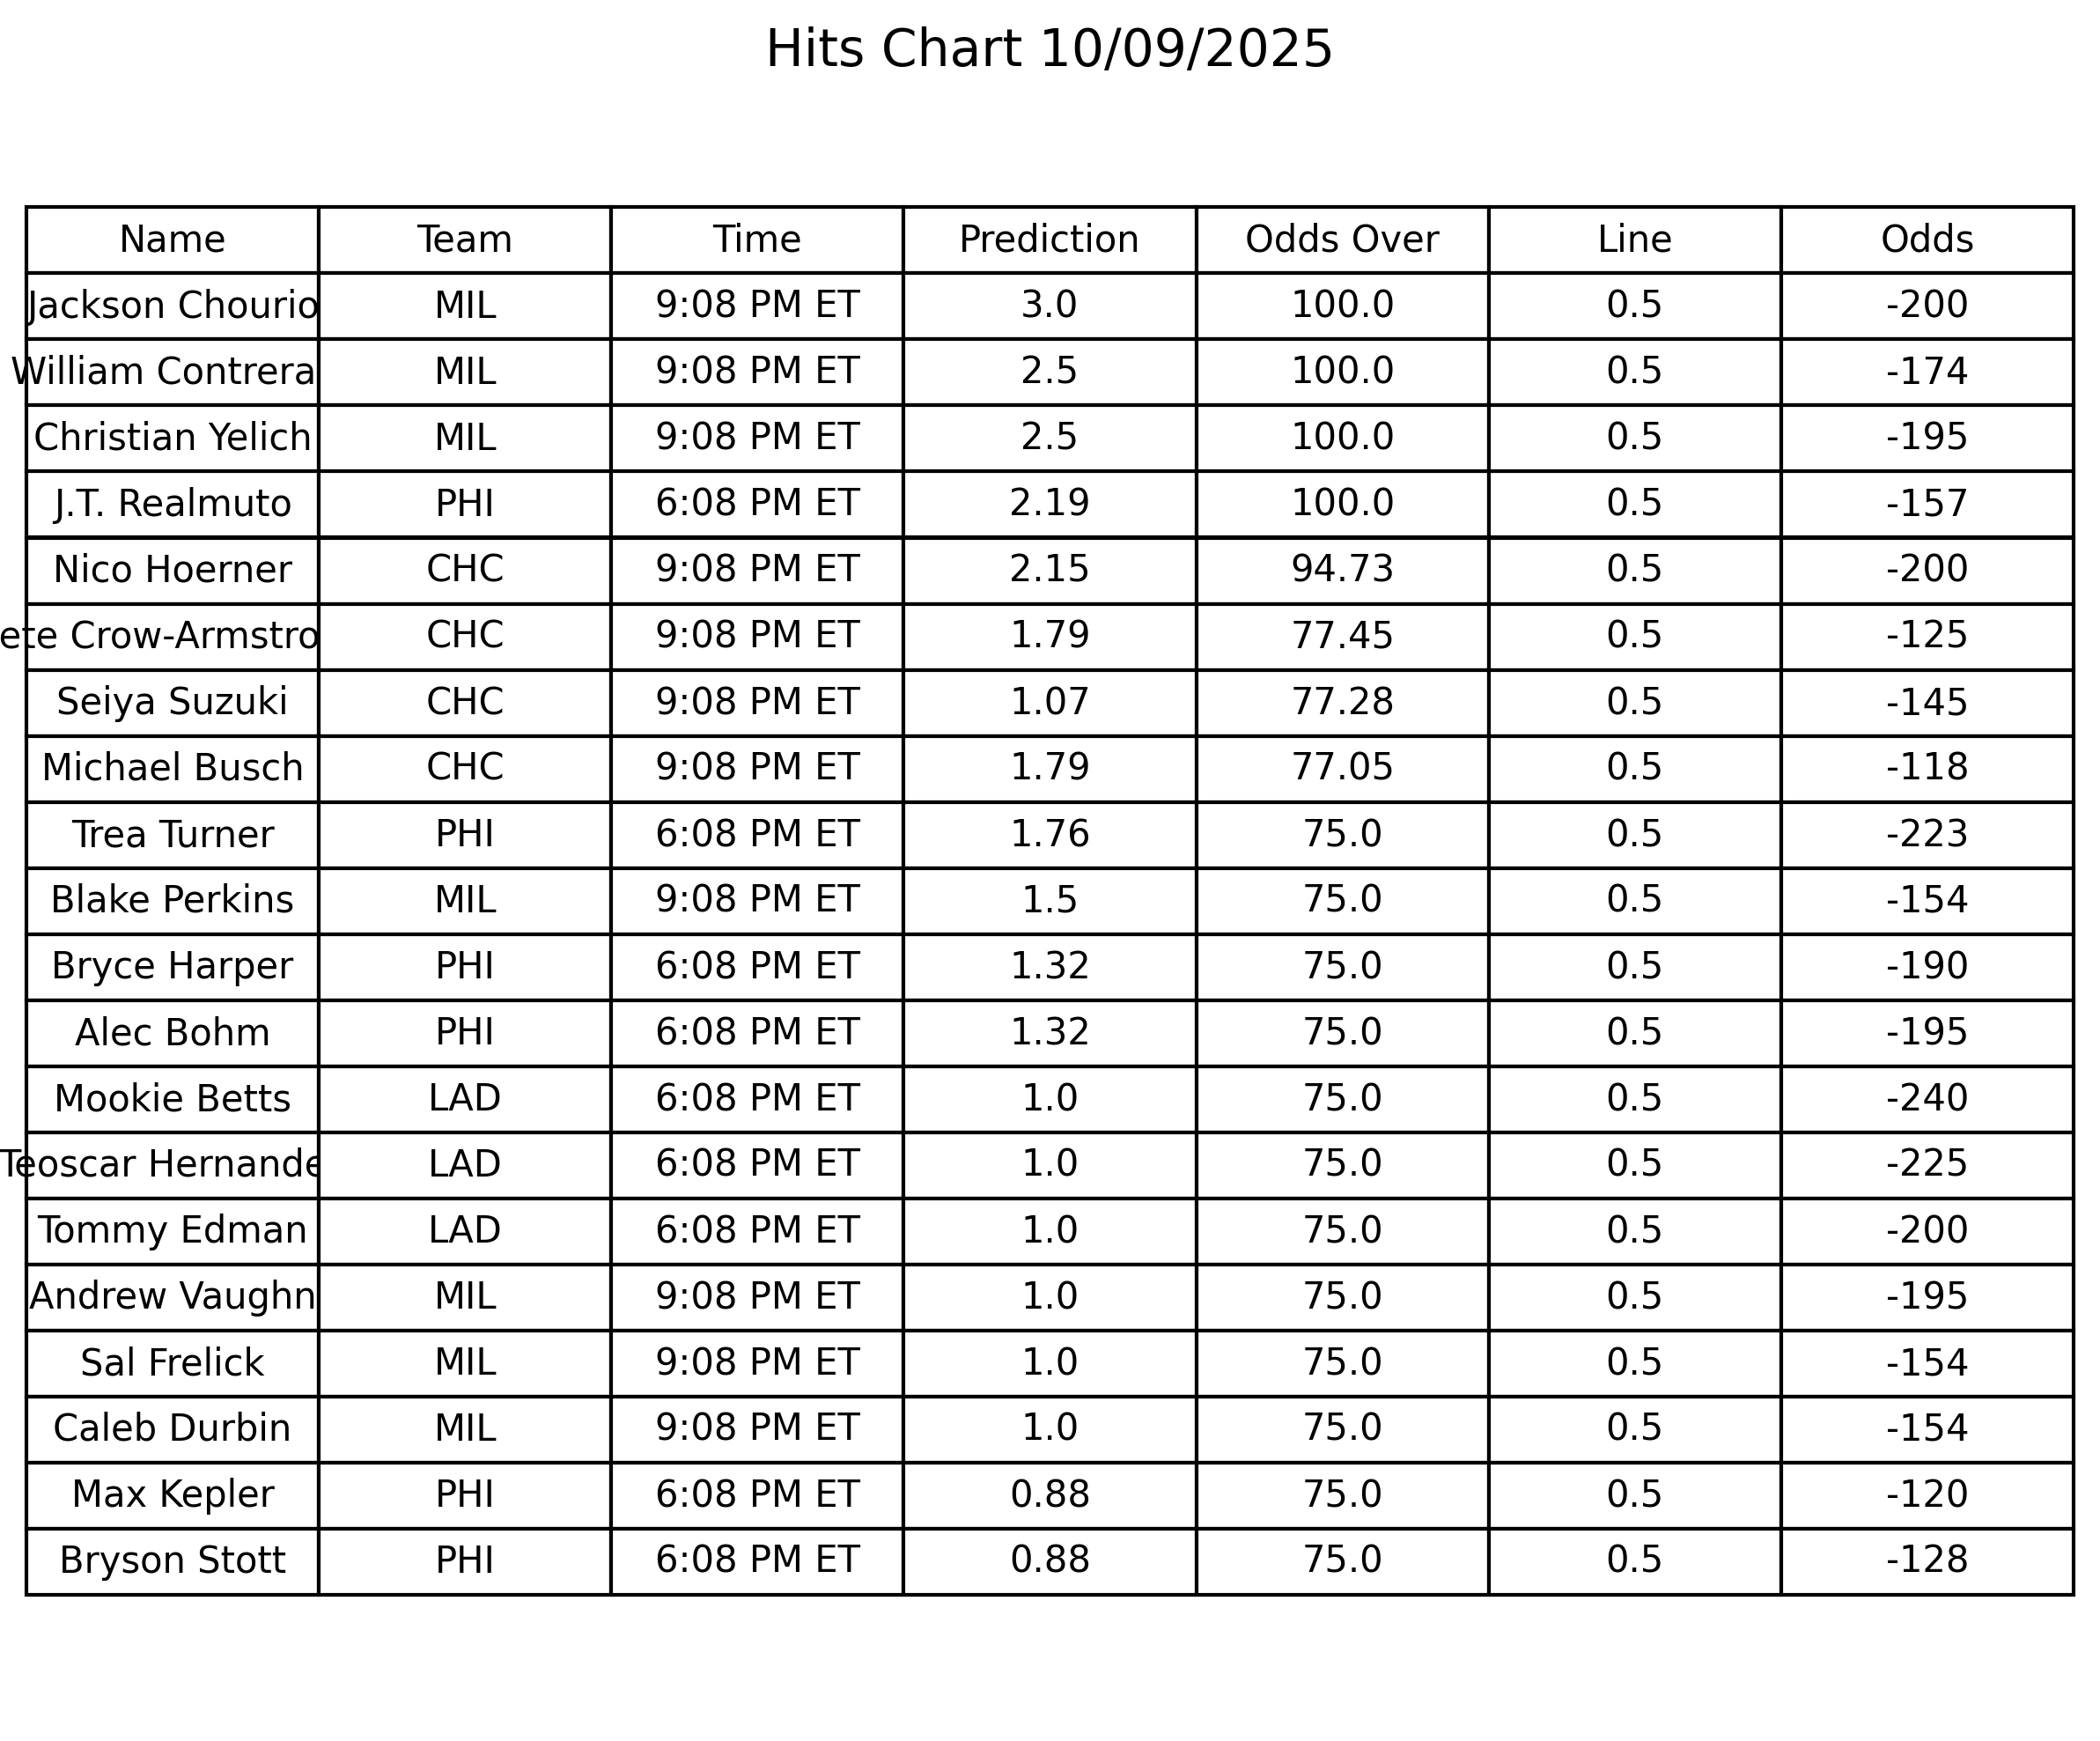 Hits Chart 10/09/2025
Name Team Time Prediction Odds Over Line Odds
Jackson Chourio MIL 9:08 PM ET 3.0 100.0 0.5 -200
William Contrera MIL 9:08 PM ET 2.5 100.0 0.5 -174
Christian Yelich MIL 9:08 PM ET 2.5 100.0 0.5 -195
J.T. Realmuto PHI 6:08 PM ET 2.19 100.0 0.5 -157
Nico Hoerner CHC 9:08 PM ET 2.15 94.73 0.5 -200
ete Crow-Armstro CHC 9:08 PM ET 1.79 77.45 0.5 -125
Seiya Suzuki CHC 9:08 PM ET 1.07 77.28 0.5 -145
Michael Busch CHC 9:08 PM ET 1.79 77.05 0.5 -118
Trea Turner PHI 6:08 PM ET 1.76 75.0 0.5 -223
Blake Perkins MIL 9:08 PM ET 1.5 75.0 0.5 -154
Bryce Harper PHI 6:08 PM ET 1.32 75.0 0.5 -190
Alec Bohm PHI 6:08 PM ET 1.32 75.0 0.5 -195
Mookie Betts LAD 6:08 PM ET 1.0 75.0 0.5 -240
Teoscar Hernande LAD 6:08 PM ET 1.0 75.0 0.5 -225
Tommy Edman LAD 6:08 PM ET 1.0 75.0 0.5 -200
Andrew Vaughn MIL 9:08 PM ET 1.0 75.0 0.5 -195
Sal Frelick MIL 9:08 PM ET 1.0 75.0 0.5 -154
Caleb Durbin MIL 9:08 PM ET 1.0 75.0 0.5 -154
Max Kepler PHI 6:08 PM ET 0.88 75.0 0.5 -120
Bryson Stott PHI 6:08 PM ET 0.88 75.0 0.5 -128